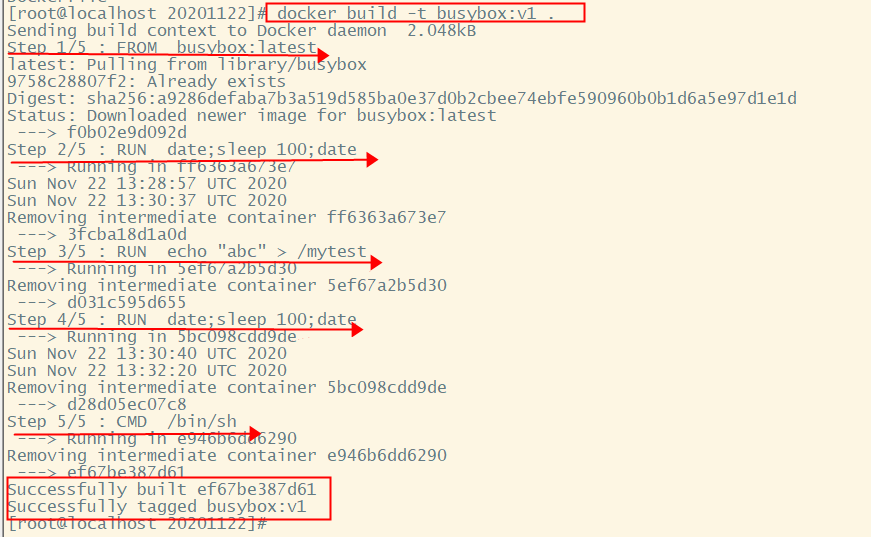 [root@localhost 20201122]# docker build -t busybox:v1 .
Sending build context to Docker daemon  2.048kB
Step 1/5 : FROM  busybox:latest
latest: Pulling from library/busybox
9758c28807f2: Already exists
Digest: sha256:a9286defaba7b3a519d585ba0e37d0b2cbee74ebfe590960b0b1d6a5e97d1e1d
Status: Downloaded newer image for busybox:latest
 ---> f0b02e9d092d
Step 2/5 : RUN  date;sleep 100;date
 ---> Running in ff6363a673e7
Sun Nov 22 13:28:57 UTC 2020
Sun Nov 22 13:30:37 UTC 2020
Removing intermediate container ff6363a673e7
 ---> 3fcba18d1a0d
Step 3/5 : RUN  echo "abc" > /mytest
 ---> Running in 5ef67a2b5d30
Removing intermediate container 5ef67a2b5d30
 ---> d031c595d655
Step 4/5 : RUN  date;sleep 100;date
 ---> Running in 5bc098cdd9de
Sun Nov 22 13:30:40 UTC 2020
Sun Nov 22 13:32:20 UTC 2020
Removing intermediate container 5bc098cdd9de
 ---> d28d05ec07c8
Step 5/5 : CMD  /bin/sh
 ---> Running in e946b6dd6290
Removing intermediate container e946b6dd6290
 ---> ef67be387d61
Successfully built ef67be387d61
Successfully tagged busybox:v1
[root@localhost 20201122]#